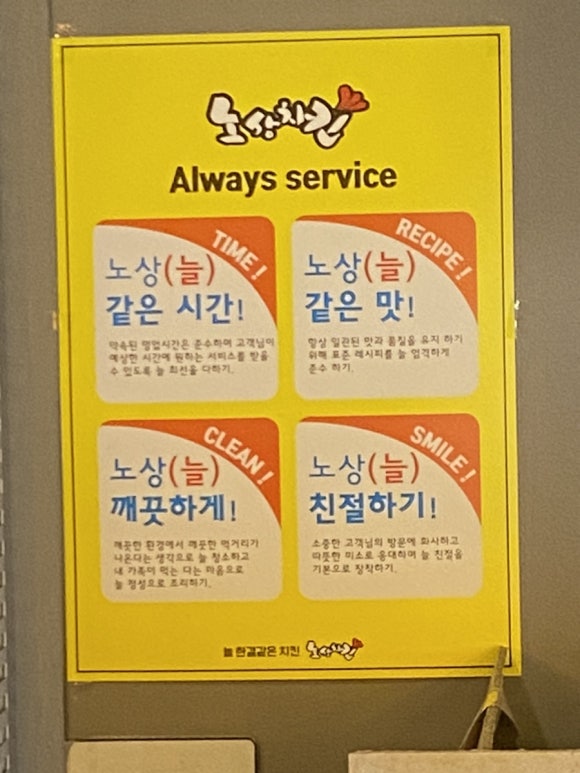 노상치킨
Always service
TIME!
노상(늘)
같은 시간!
약속된 영업시간은 준수하며 고객님이
예상한 시간에 원하는 서비스를 받을
수 있도록 늘 최선을 다하기.
RECIPE!
노상(늘)
같은 맛!
항상 일관된 맛과 품질을 유지 하기
위해 표준 레시피를 늘 엄격하게
준수 하기.
CLEAN!
노상(늘)
깨끗하게!
깨끗한 환경에서 깨끗한 먹거리가
나온다는 생각으로 늘 청소하고
내 가족이 먹는 다는 마음으로
늘 정성으로 조리하기.
SMILE!
노상(늘)
친절하기!
소중한 고객님의 방문에 화사하고
따뜻한 미소로 응대하며 늘 친절을
기본으로 장착하기.
늘 한결같은 치킨 노상치킨